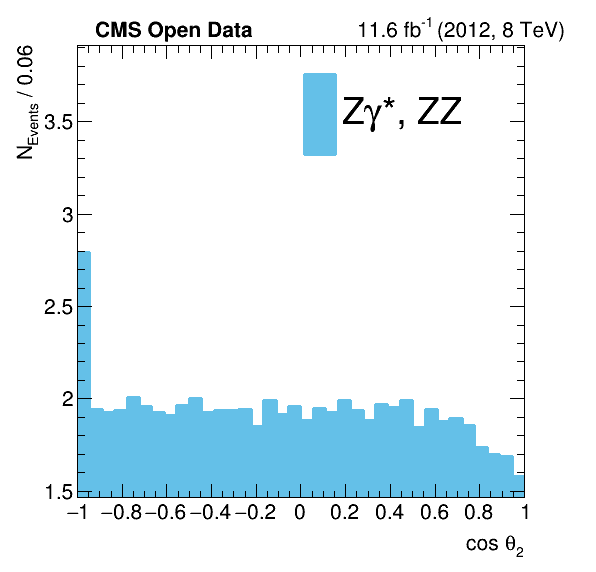 CMS Open Data 11.6 fb⁻¹ (2012, 8 TeV)
N_Events / 0.06
Zγ*, ZZ
3.5
3
2.5
2
1.5
−1 −0.8 −0.6 −0.4 −0.2 0 0.2 0.4 0.6 0.8 1
cos θ₂